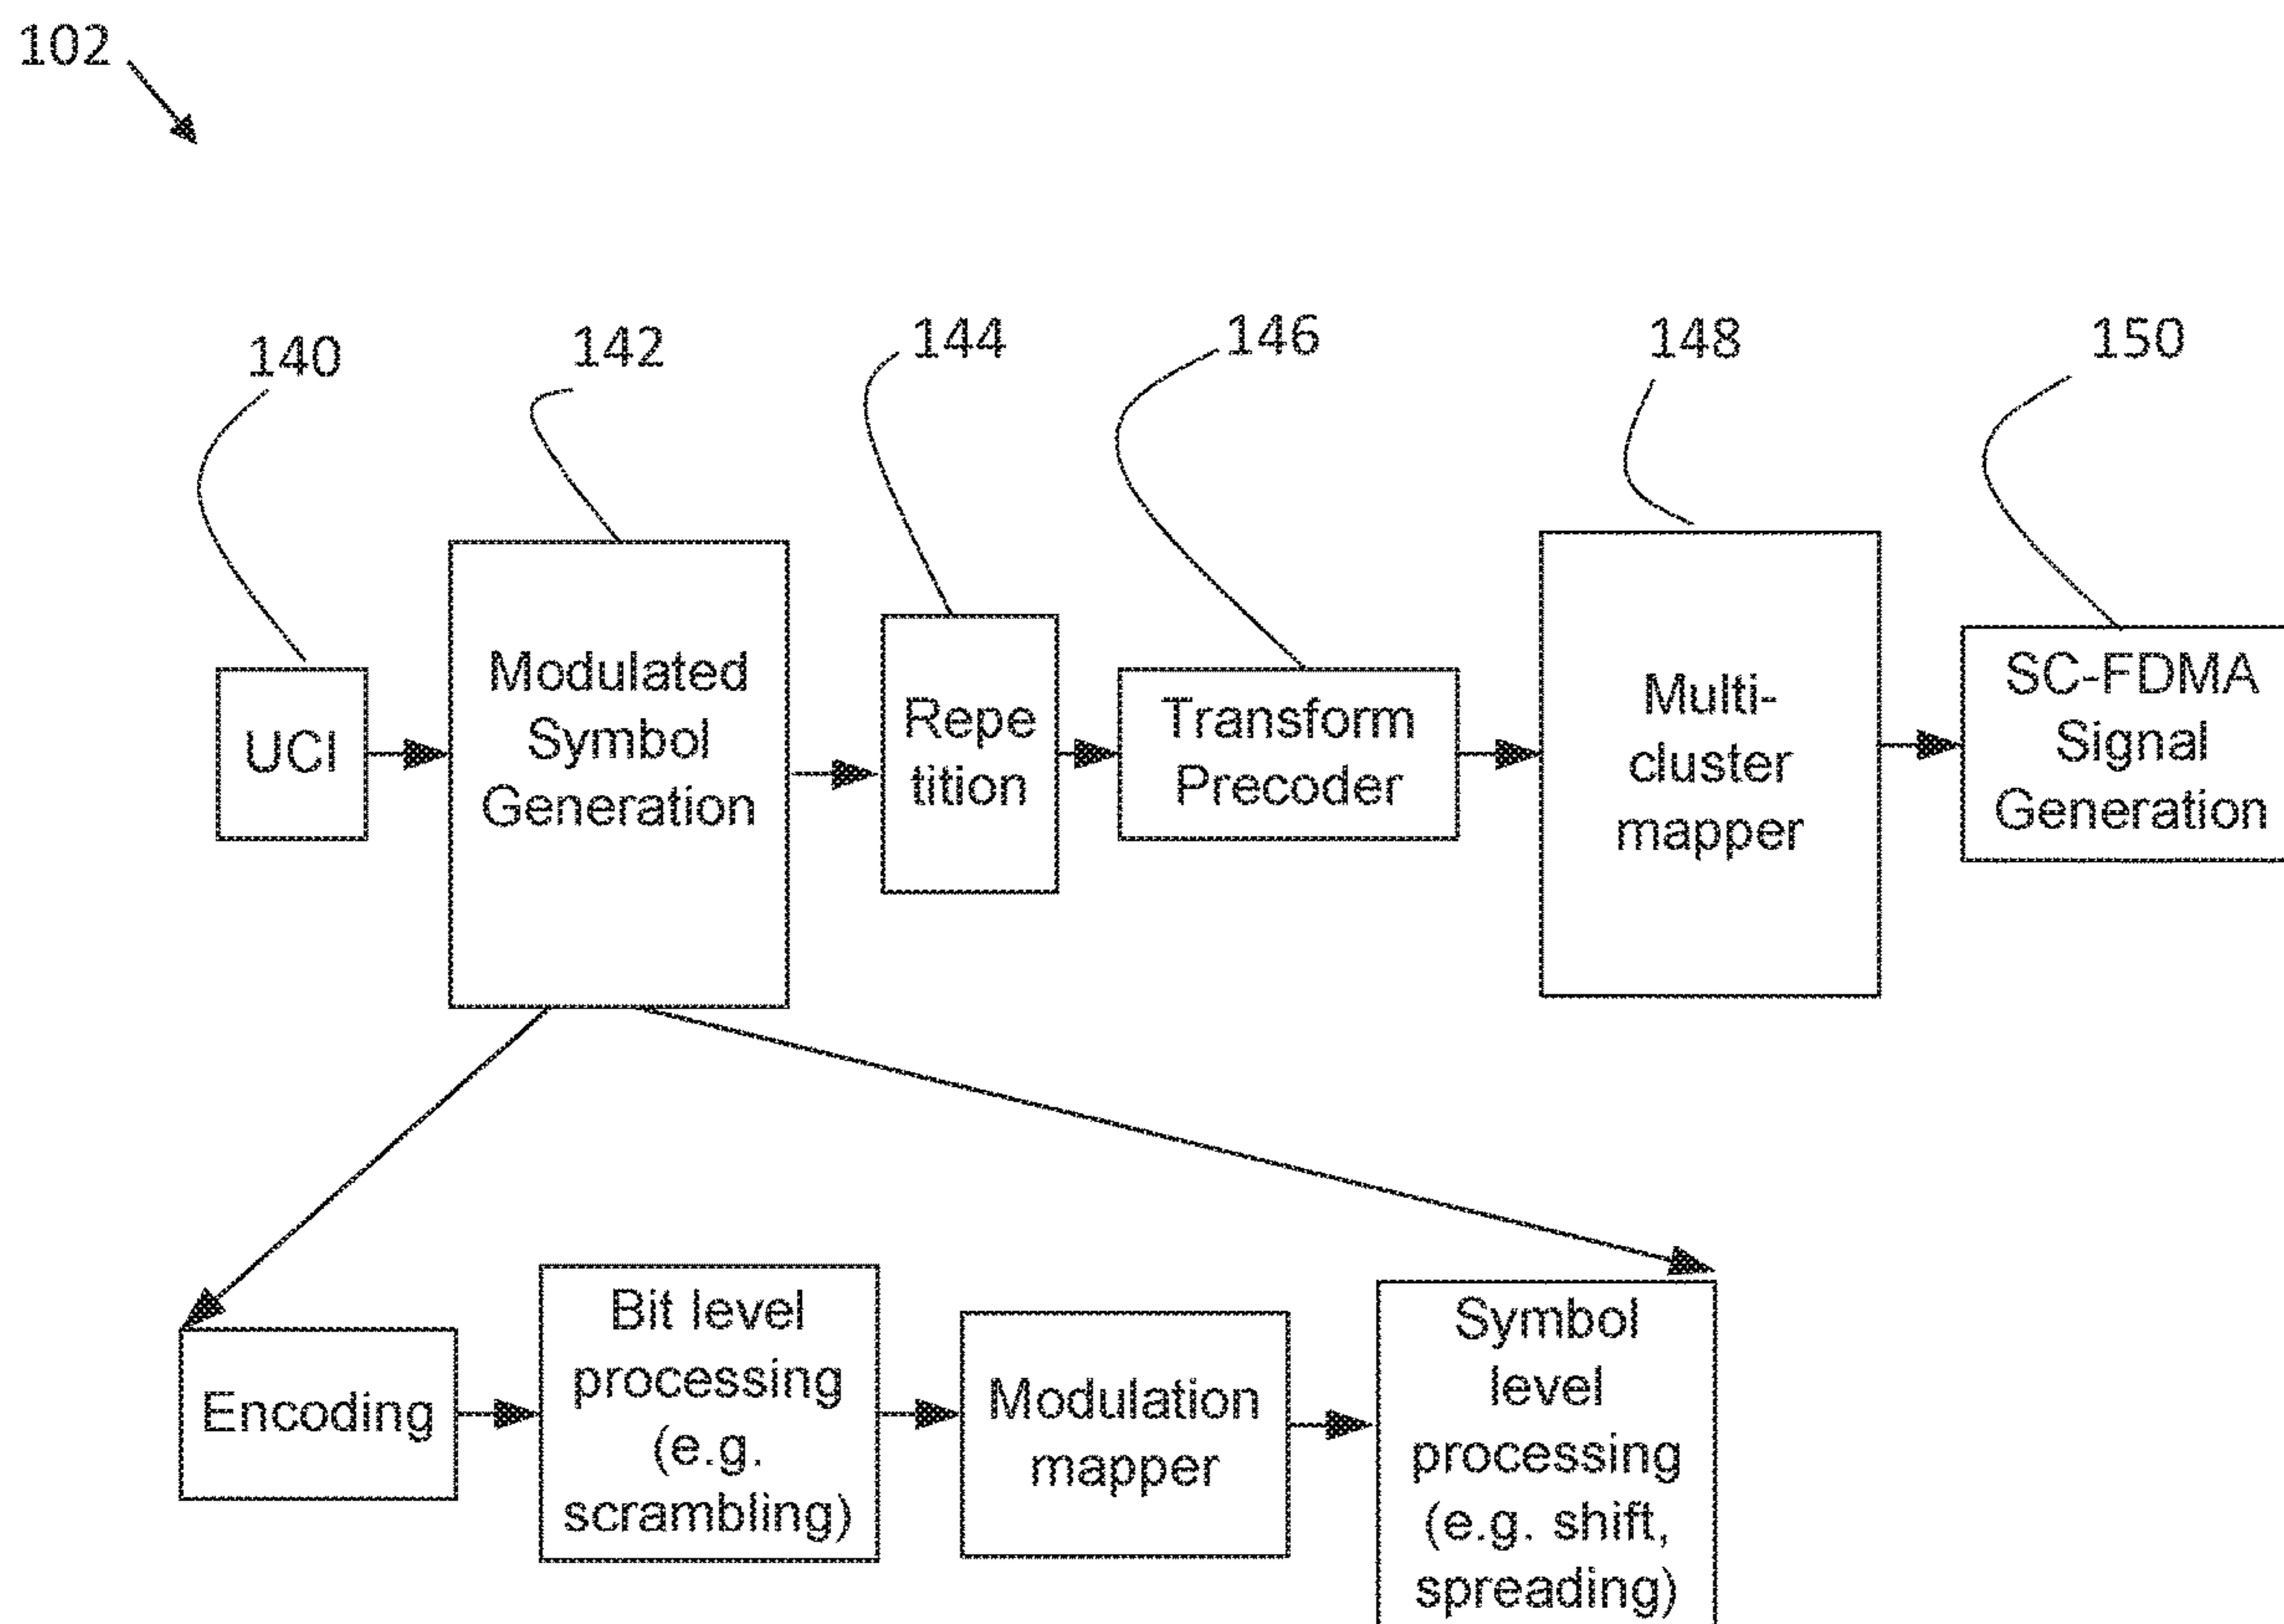 102
140
142
144
146
148
150
UCI
Modulated
Symbol
Generation
Repe
tition
Transform
Precoder
Multi-
cluster
mapper
SC-FDMA
Signal
Generation
Encoding
Bit level
processing
(e.g.
scrambling)
Modulation
mapper
Symbol
level
processing
(e.g. shift,
spreading)